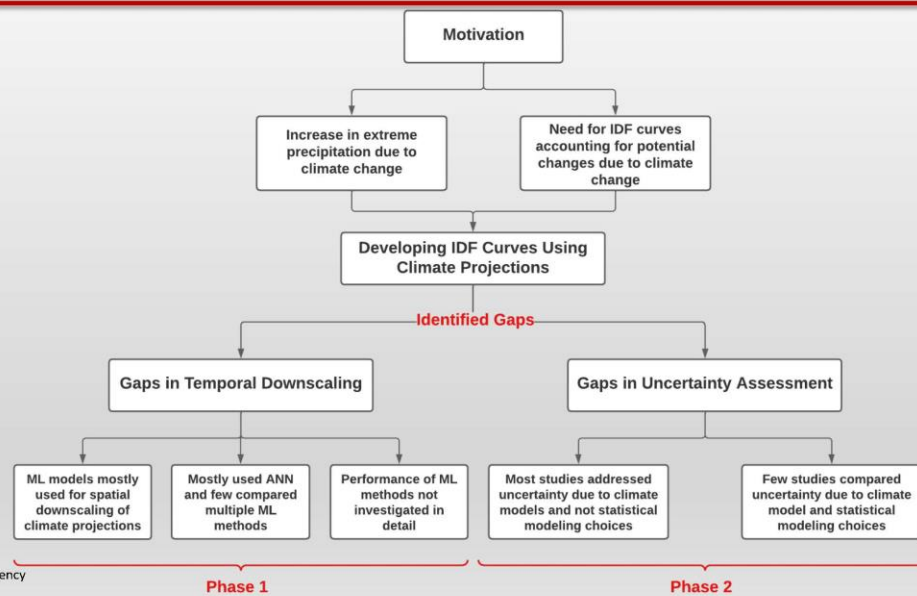 Motivation
Increase in extreme
precipitation due to
climate change
Need for IDF curves
accounting for potential
changes due to climate
change
Developing IDF Curves Using
Climate Projections
Identified Gaps
Gaps in Temporal Downscaling
Gaps in Uncertainty Assessment
ML models mostly
used for spatial
downscaling of
climate projections
Mostly used ANN
and few compared
multiple ML
methods
Performance of ML
methods not
investigated in
detail
Most studies addressed
uncertainty due to climate
models and not statistical
modeling choices
Few studies compared
uncertainty due to climate
model and statistical
modeling choices
ency
Phase 1
Phase 2